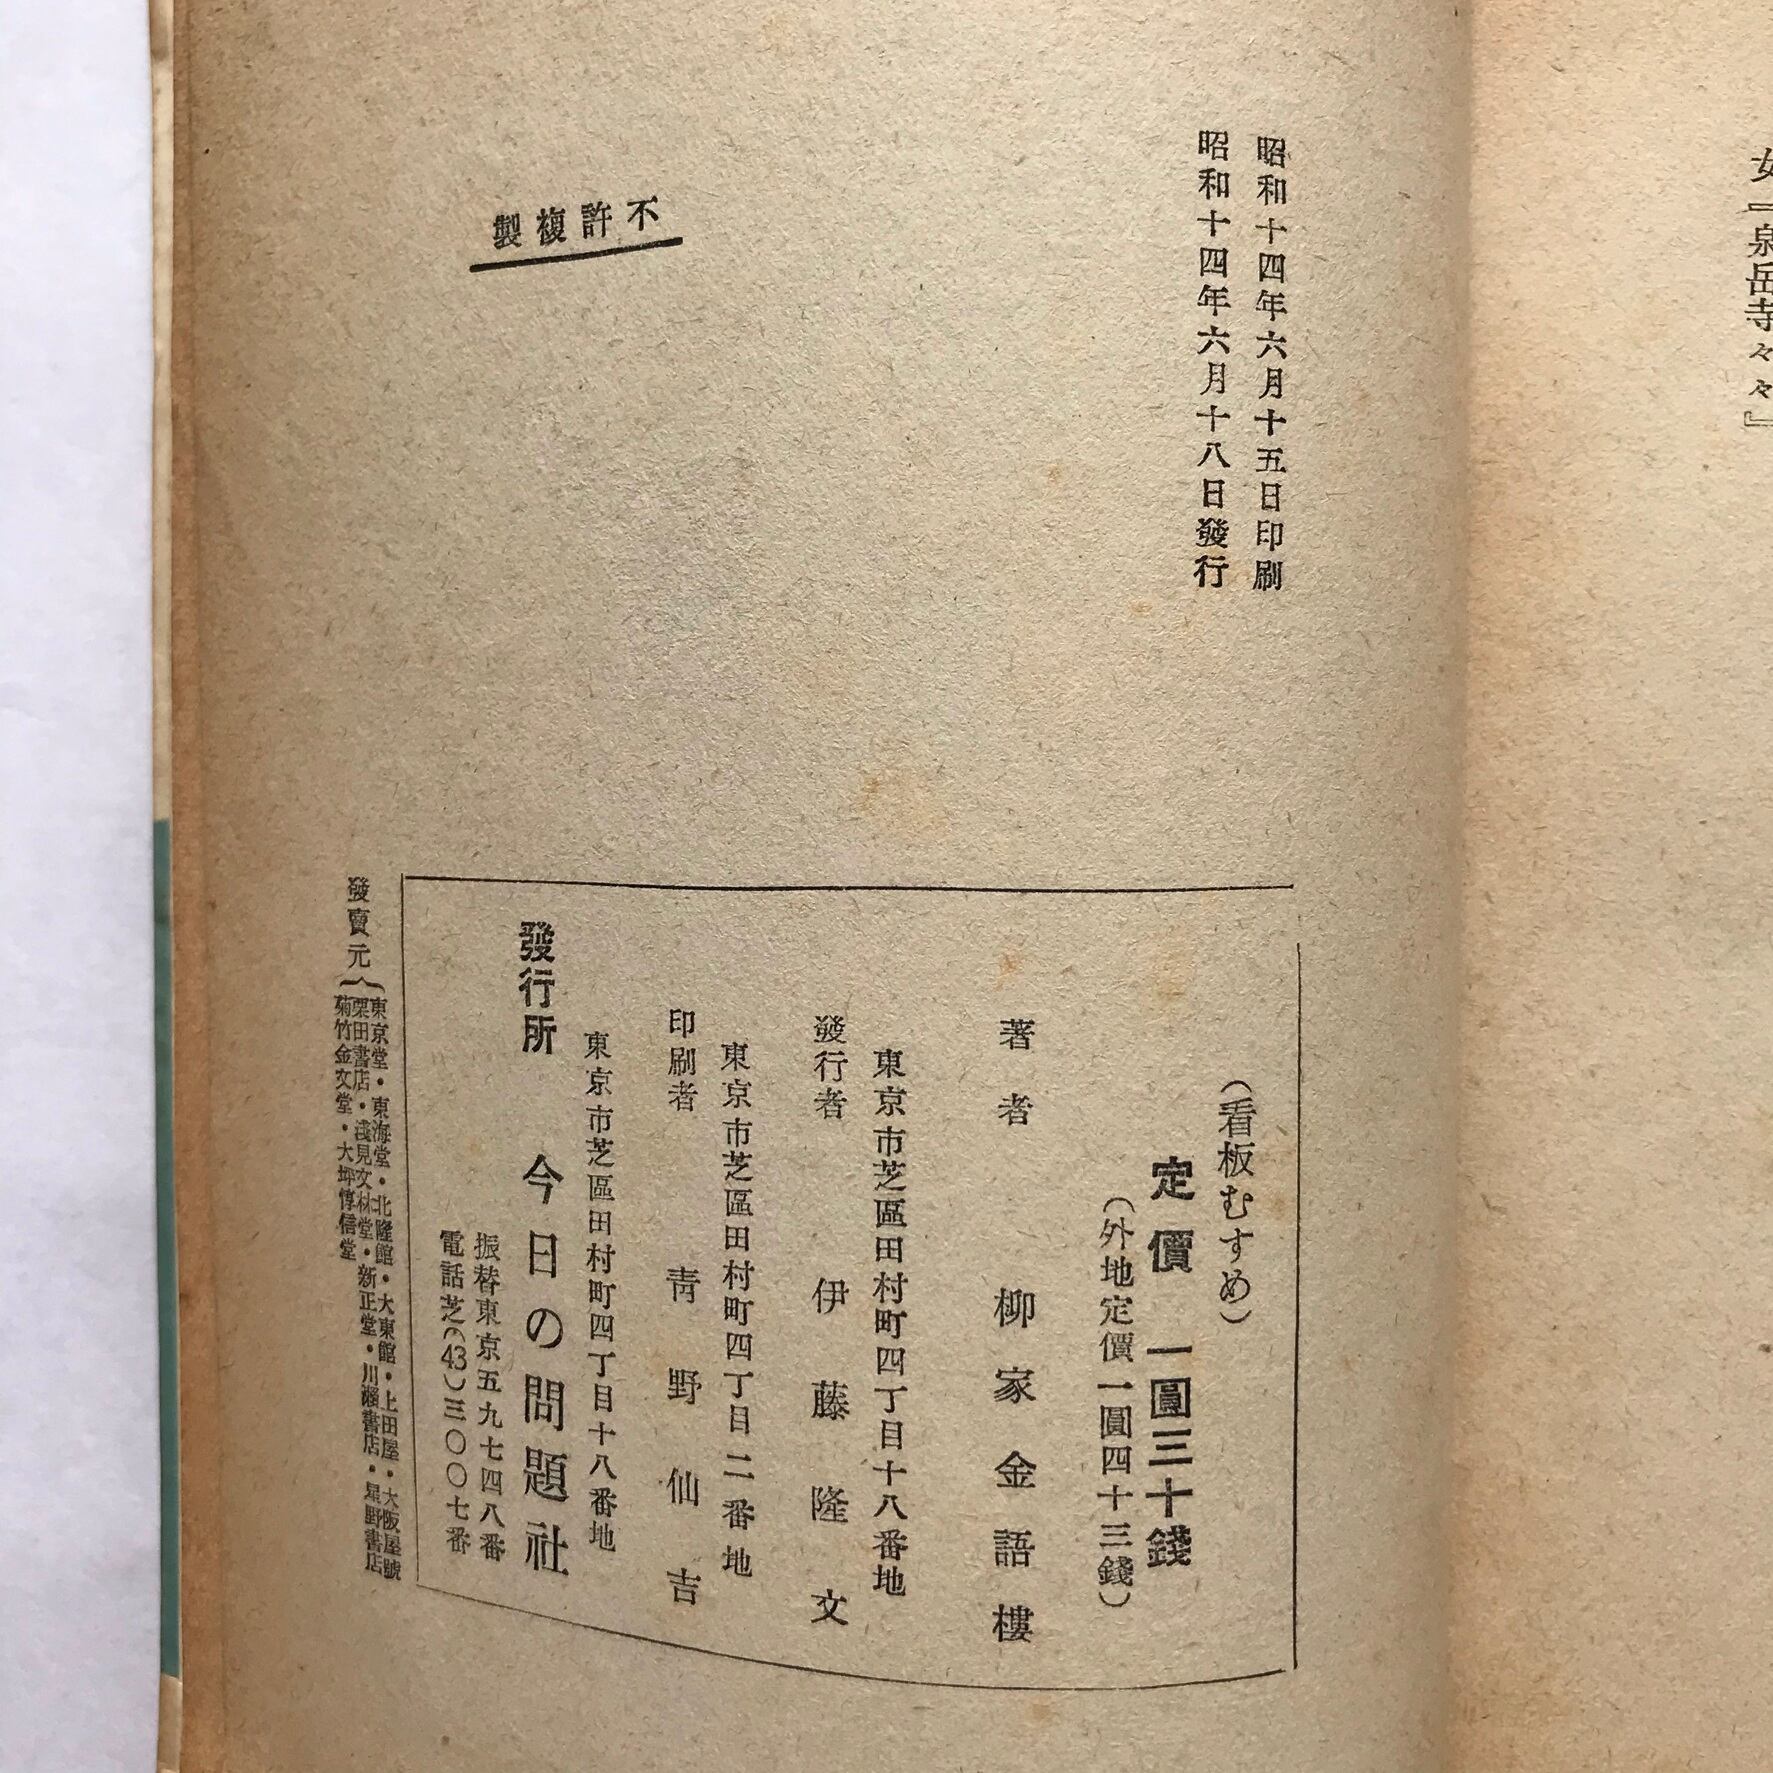 女『泉岳寺々々』
昭和十四年六月十五日印刷
昭和十四年六月十八日發行
不許複製
(看板むすめ)
定價 一圓三十錢
(外地定價一圓四十三錢)
著者 柳家金語樓
東京市芝區田村町四丁目十八番地
發行者 伊藤隆文
東京市芝區田村町四丁目二番地
印刷者 靑野仙吉
東京市芝區田村町四丁目十八番地
發行所 今日の問題社
振替東京五九七四八番
電話芝(43)三〇〇七番
發賣元
東京堂・東海堂・北隆館・大東館・上田屋・大阪屋號
栗田書店・淺見文林堂・新正堂・川瀨書店・星野書店
菊竹金文堂・大坪惇信堂